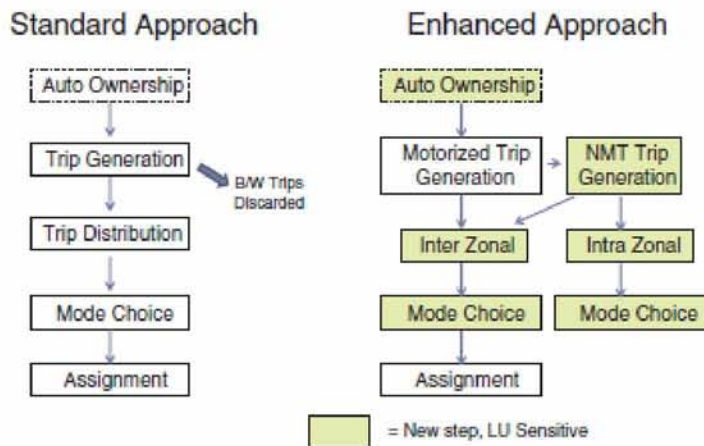 Standard Approach
Auto Ownership
Trip Generation
B/W Trips
Discarded
Trip Distribution
Mode Choice
Assignment
Enhanced Approach
Auto Ownership
Motorized Trip
Generation
NMT Trip
Generation
Inter Zonal
Intra Zonal
Mode Choice
Mode Choice
Assignment
= New step, LU Sensitive